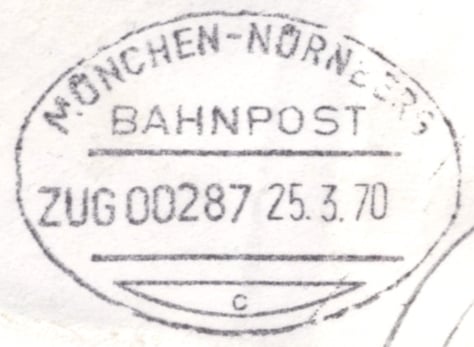 MÜNCHEN-NÜRNBERG
BAHNPOST
ZUG 00287 25.3.70
c